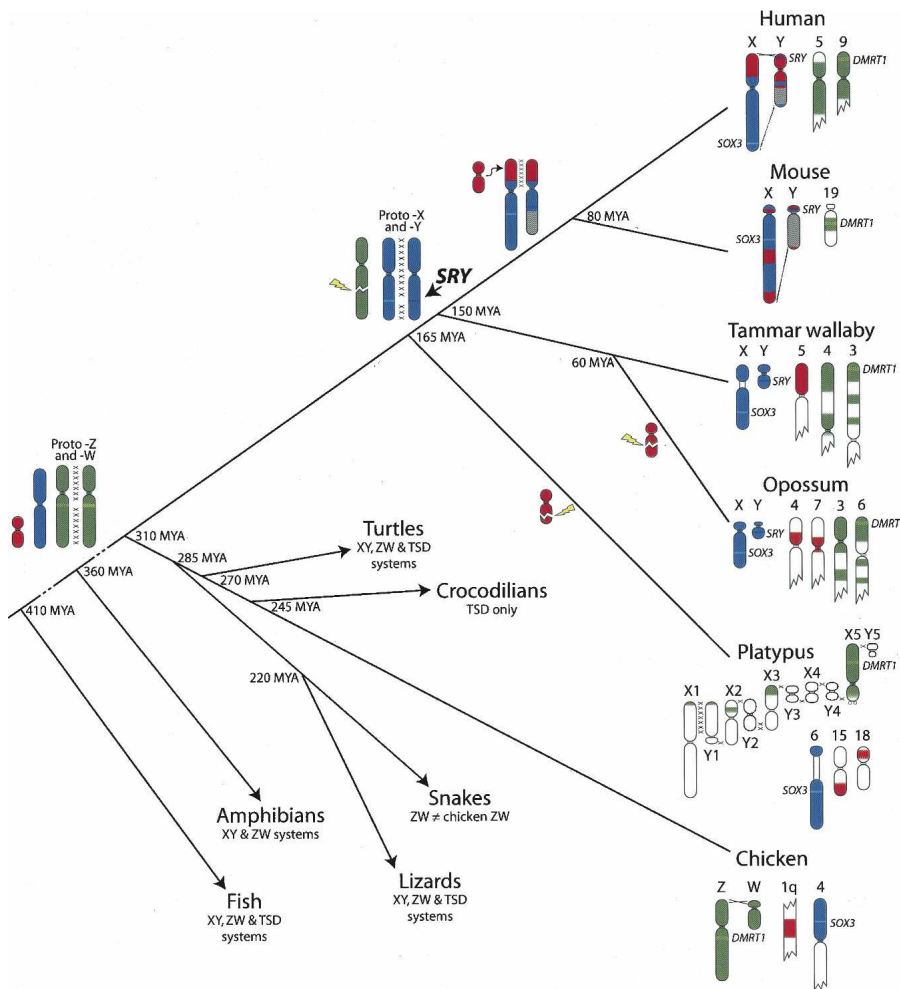 Human
X Y 5 9
SRY
DMRT1
SOX3
Mouse
X Y 19
SRY
DMRT1
SOX3
80 MYA
Proto -X
and -Y
SRY
150 MYA
165 MYA
Tammar wallaby
X Y 5 4 3
DMRT1
SRY
SOX3
60 MYA
Opossum
X Y 4 7 3 6
DMRT1
SRY
SOX3
Proto -Z
and -W
310 MYA
285 MYA
270 MYA
245 MYA
360 MYA
410 MYA
220 MYA
Turtles
XY, ZW & TSD
systems
Crocodilians
TSD only
Platypus
X1 Y1 X2 Y2 X3 Y3 X4 Y4 X5 Y5
DMRT1
6 15 18
SOX3
Snakes
ZW ≠ chicken ZW
Amphibians
XY & ZW systems
Lizards
XY, ZW & TSD
systems
Fish
XY, ZW & TSD
systems
Chicken
Z W 1q 4
DMRT1
SOX3